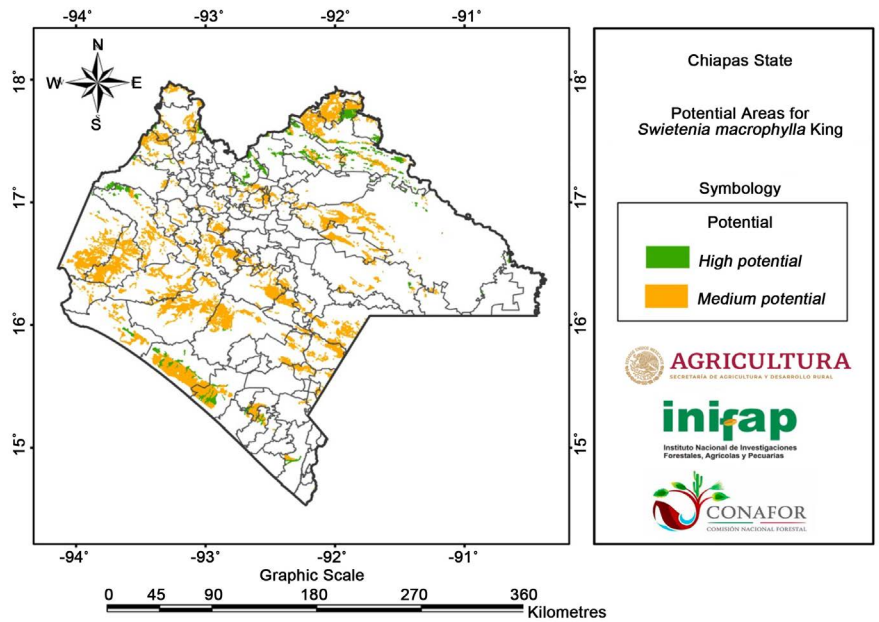 -94° -93° -92° -91°
N
W E
S
18°
17°
16°
15°
18°
17°
16°
15°
-94° -93° -92° -91°
Graphic Scale
0 45 90 180 270 360
Kilometres
Chiapas State
Potential Areas for
Swietenia macrophylla King
Symbology
Potential
High potential
Medium potential
AGRICULTURA
SECRETARÍA DE AGRICULTURA Y DESARROLLO RURAL
inifap
Instituto Nacional de Investigaciones
Forestales, Agrícolas y Pecuarias
CONAFOR
COMISIÓN NACIONAL FORESTAL